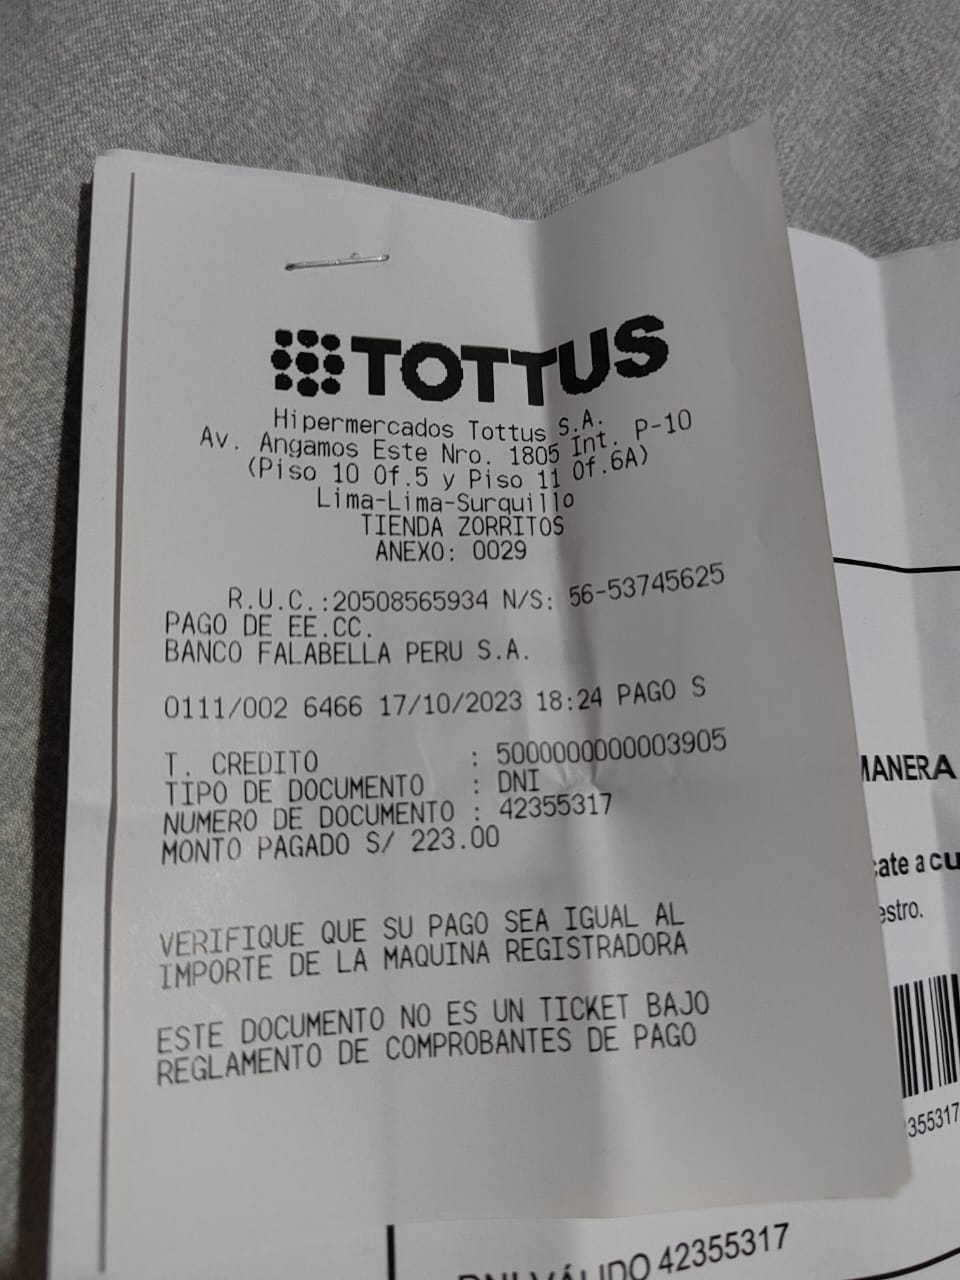 TOTTUS
Hipermercados Tottus S.A.
Av. Angamos Este Nro. 1805 Int. P-10
(Piso 10 Of.5 y Piso 11 Of.6A)
Lima-Lima-Surquillo
TIENDA ZORRITOS
ANEXO: 0029
R.U.C.:20508565934 N/S: 56-53745625
PAGO DE EE.CC.
BANCO FALABELLA PERU S.A.
0111/002 6466 17/10/2023 18:24 PAGO S
T. CREDITO : 5000000000003905
TIPO DE DOCUMENTO : DNI
NUMERO DE DOCUMENTO : 42355317
MONTO PAGADO S/ 223.00
VERIFIQUE QUE SU PAGO SEA IGUAL AL
IMPORTE DE LA MAQUINA REGISTRADORA
ESTE DOCUMENTO NO ES UN TICKET BAJO
REGLAMENTO DE COMPROBANTES DE PAGO
MANERA
cate a cu
estro.
355317
DNI VÁLIDO 42355317